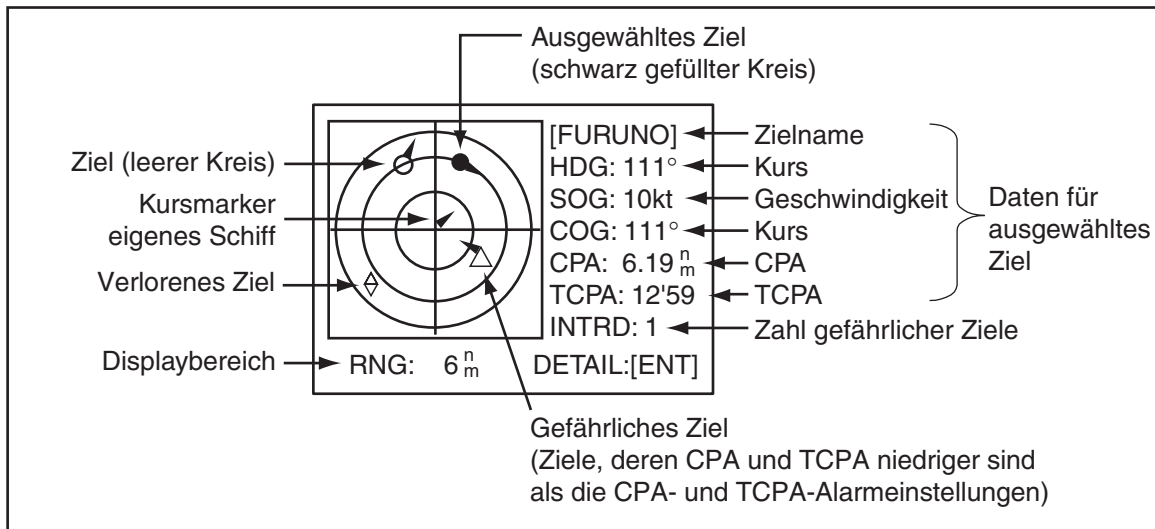 Ausgewähltes Ziel
(schwarz gefüllter Kreis)
Ziel (leerer Kreis)
Kursmarker
eigenes Schiff
Verlorenes Ziel
Displaybereich
[FURUNO]
HDG: 111°
SOG: 10kt
COG: 111°
CPA: 6.19 nm
TCPA: 12'59
INTRD: 1
RNG: 6 nm
DETAIL:[ENT]
Zielname
Kurs
Geschwindigkeit
Kurs
CPA
TCPA
Zahl gefährlicher Ziele
Daten für
ausgewähltes
Ziel
Gefährliches Ziel
(Ziele, deren CPA und TCPA niedriger sind
als die CPA- und TCPA-Alarmeinstellungen)